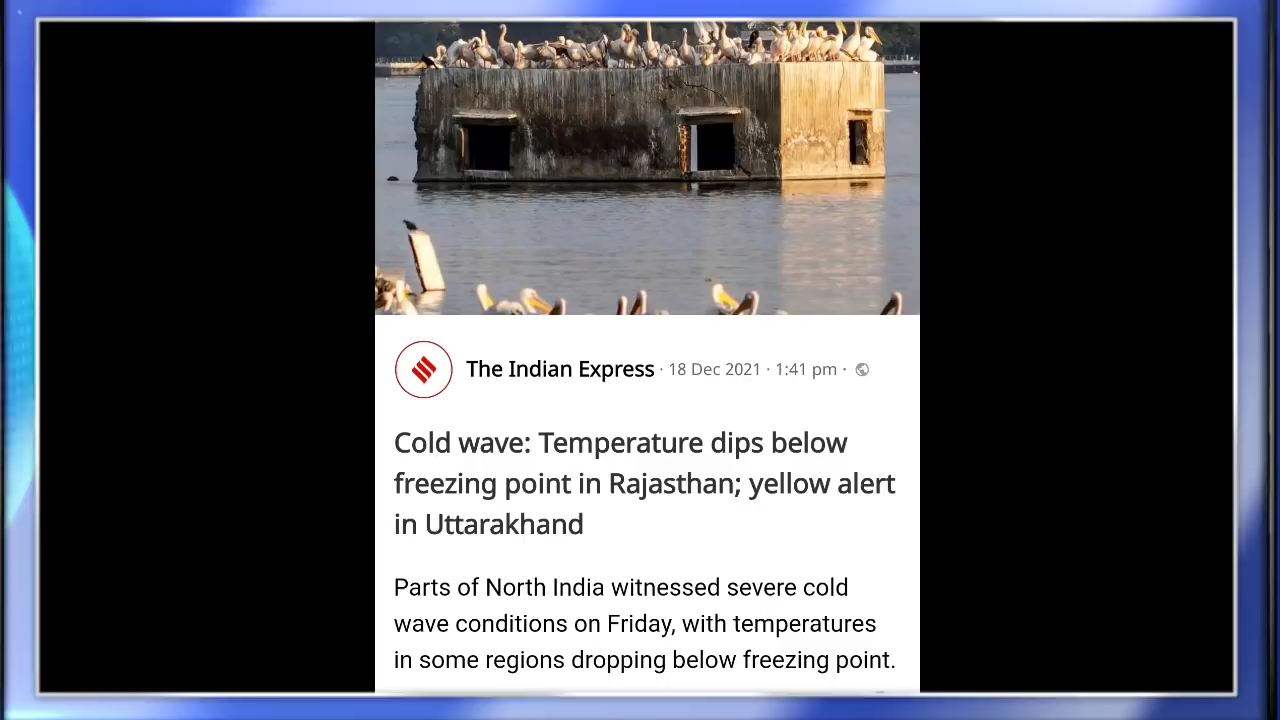 The Indian Express · 18 Dec 2021 · 1:41 pm ·
Cold wave: Temperature dips below
freezing point in Rajasthan; yellow alert
in Uttarakhand
Parts of North India witnessed severe cold
wave conditions on Friday, with temperatures
in some regions dropping below freezing point.